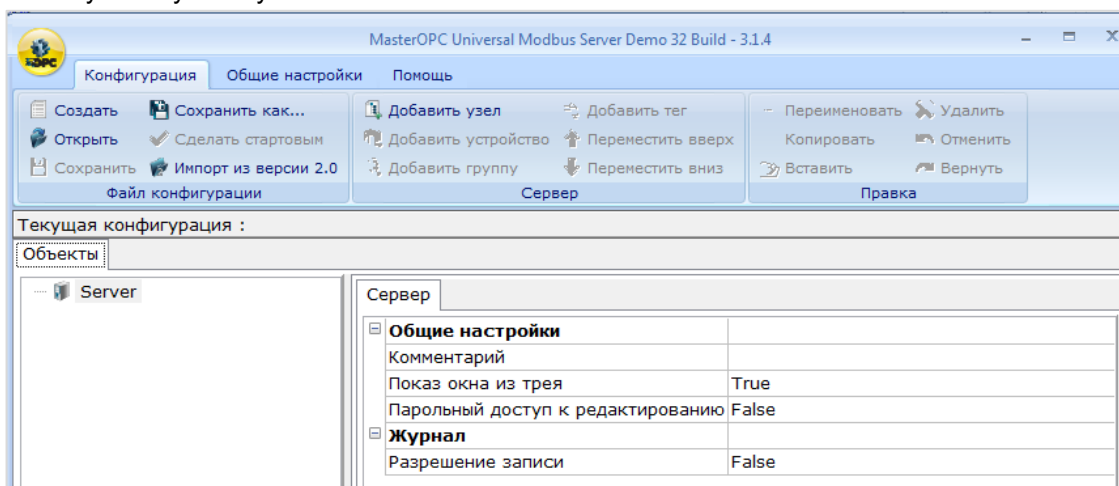 MasterOPC Universal Modbus Server Demo 32 Build - 3.1.4
Конфигурация Общие настройки Помощь
Создать Сохранить как... Добавить узел Добавить тег Переименовать Удалить
Открыть Сделать стартовым Добавить устройство Переместить вверх Копировать Отменить
Сохранить Импорт из версии 2.0 Добавить группу Переместить вниз Вставить Вернуть
Файл конфигурации Сервер Правка
Текущая конфигурация :
Объекты
Server
Сервер
Общие настройки
Комментарий
Показ окна из трея True
Парольный доступ к редактированию False
Журнал
Разрешение записи False